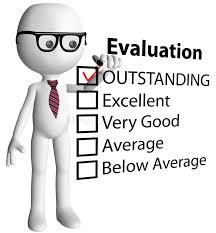 Evaluation
OUTSTANDING
Excellent
Very Good
Average
Below Average